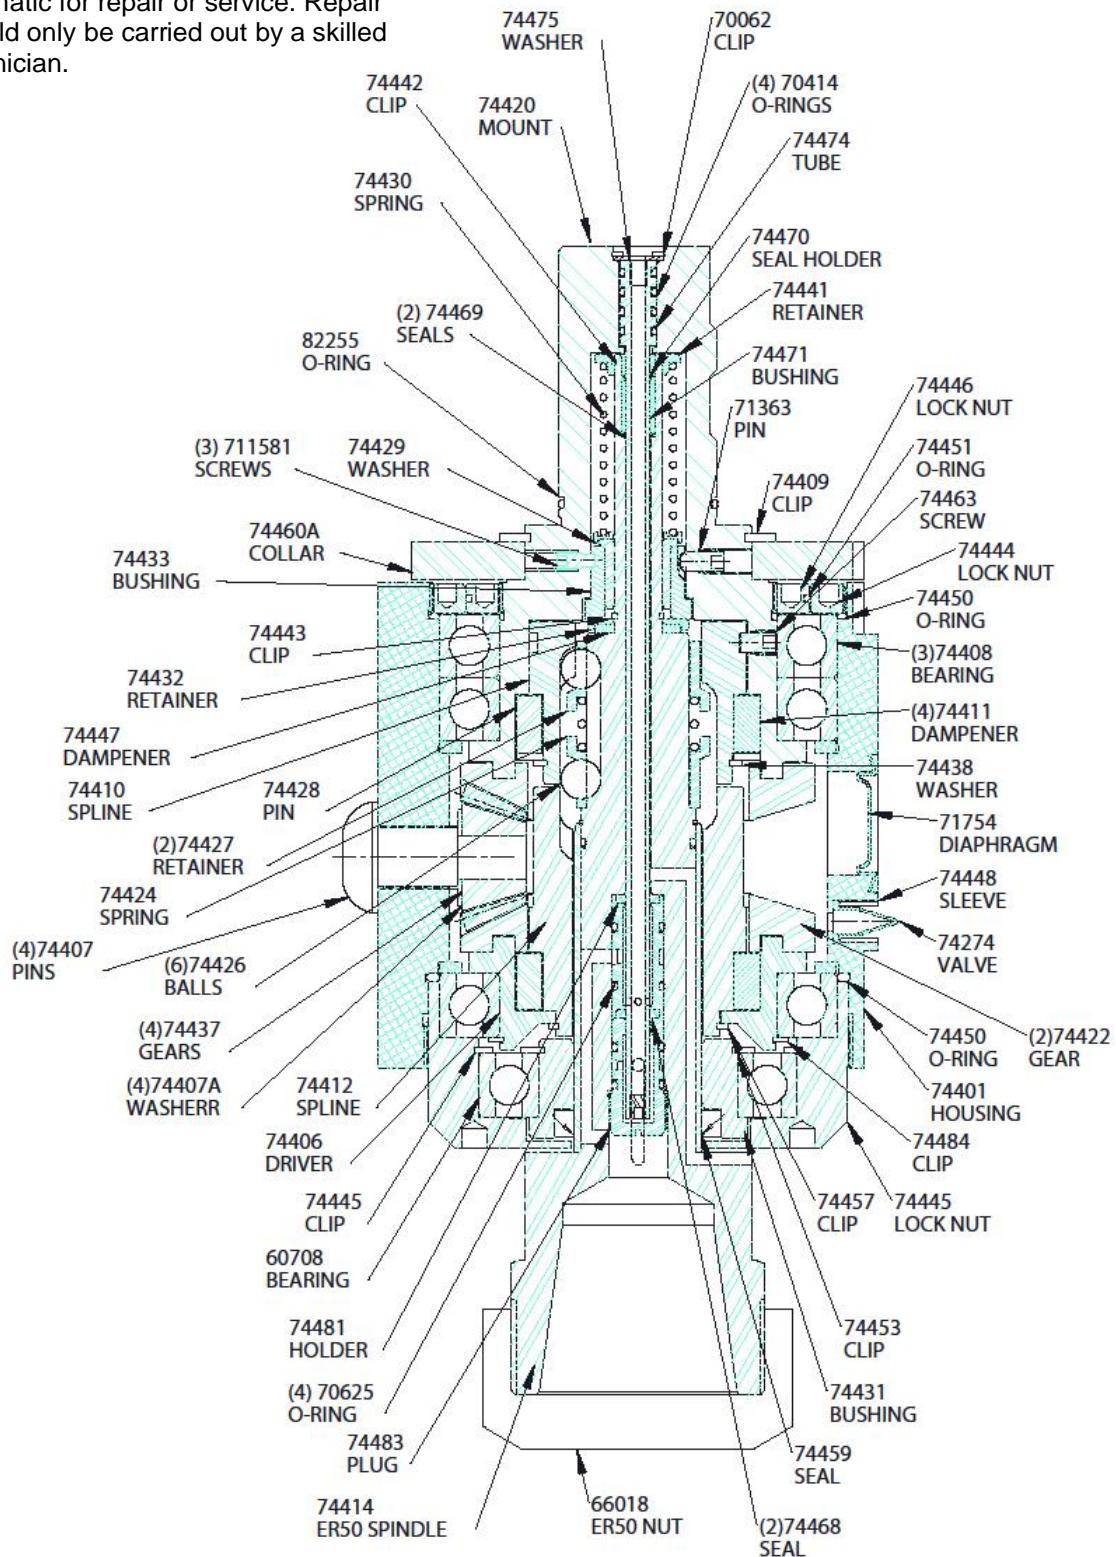 natic for repair or service. Repair
ld only be carried out by a skilled
nician.
74475
WASHER
70062
CLIP
74442
CLIP
74420
MOUNT
(4) 70414
O-RINGS
74474
TUBE
74430
SPRING
74470
SEAL HOLDER
(2) 74469
SEALS
74441
RETAINER
82255
O-RING
74471
BUSHING
74446
LOCK NUT
71363
PIN
(3) 711581
SCREWS
74429
WASHER
74451
O-RING
74409
CLIP
74463
SCREW
74460A
COLLAR
74433
BUSHING
74444
LOCK NUT
74450
O-RING
74443
CLIP
(3)74408
BEARING
74432
RETAINER
(4)74411
DAMPENER
74447
DAMPENER
74438
WASHER
74410
SPLINE
74428
PIN
71754
DIAPHRAGM
(2)74427
RETAINER
74448
SLEEVE
74424
SPRING
74274
VALVE
(4)74407
PINS
(6)74426
BALLS
74450
O-RING
(2)74422
GEAR
(4)74437
GEARS
74401
HOUSING
(4)74407A
WASHERR
74412
SPLINE
74406
DRIVER
74484
CLIP
74445
CLIP
74457
CLIP
74445
LOCK NUT
60708
BEARING
74481
HOLDER
74453
CLIP
(4) 70625
O-RING
74431
BUSHING
74483
PLUG
74459
SEAL
74414
ER50 SPINDLE
66018
ER50 NUT
(2)74468
SEAL